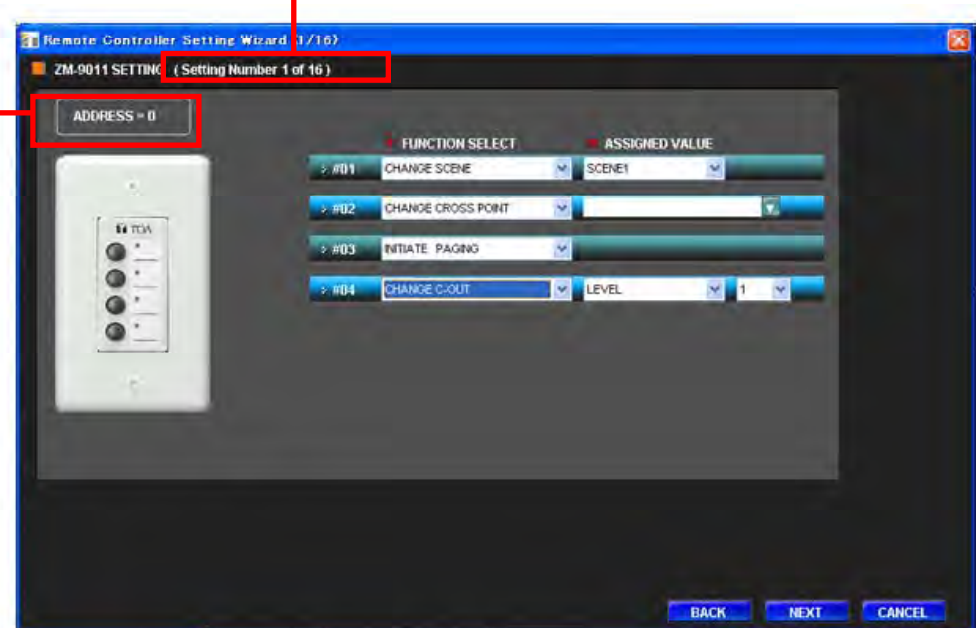 Remote Controller Setting Wizard (1/16)
ZM-9011 SETTING ( Setting Number 1 of 16 )
ADDRESS = 0
FUNCTION SELECT ASSIGNED VALUE
#01 CHANGE SCENE SCENE1
#02 CHANGE CROSS POINT
#03 INITIATE PAGING
#04 CHANGE C-OUT LEVEL 1
TOA
BACK NEXT CANCEL